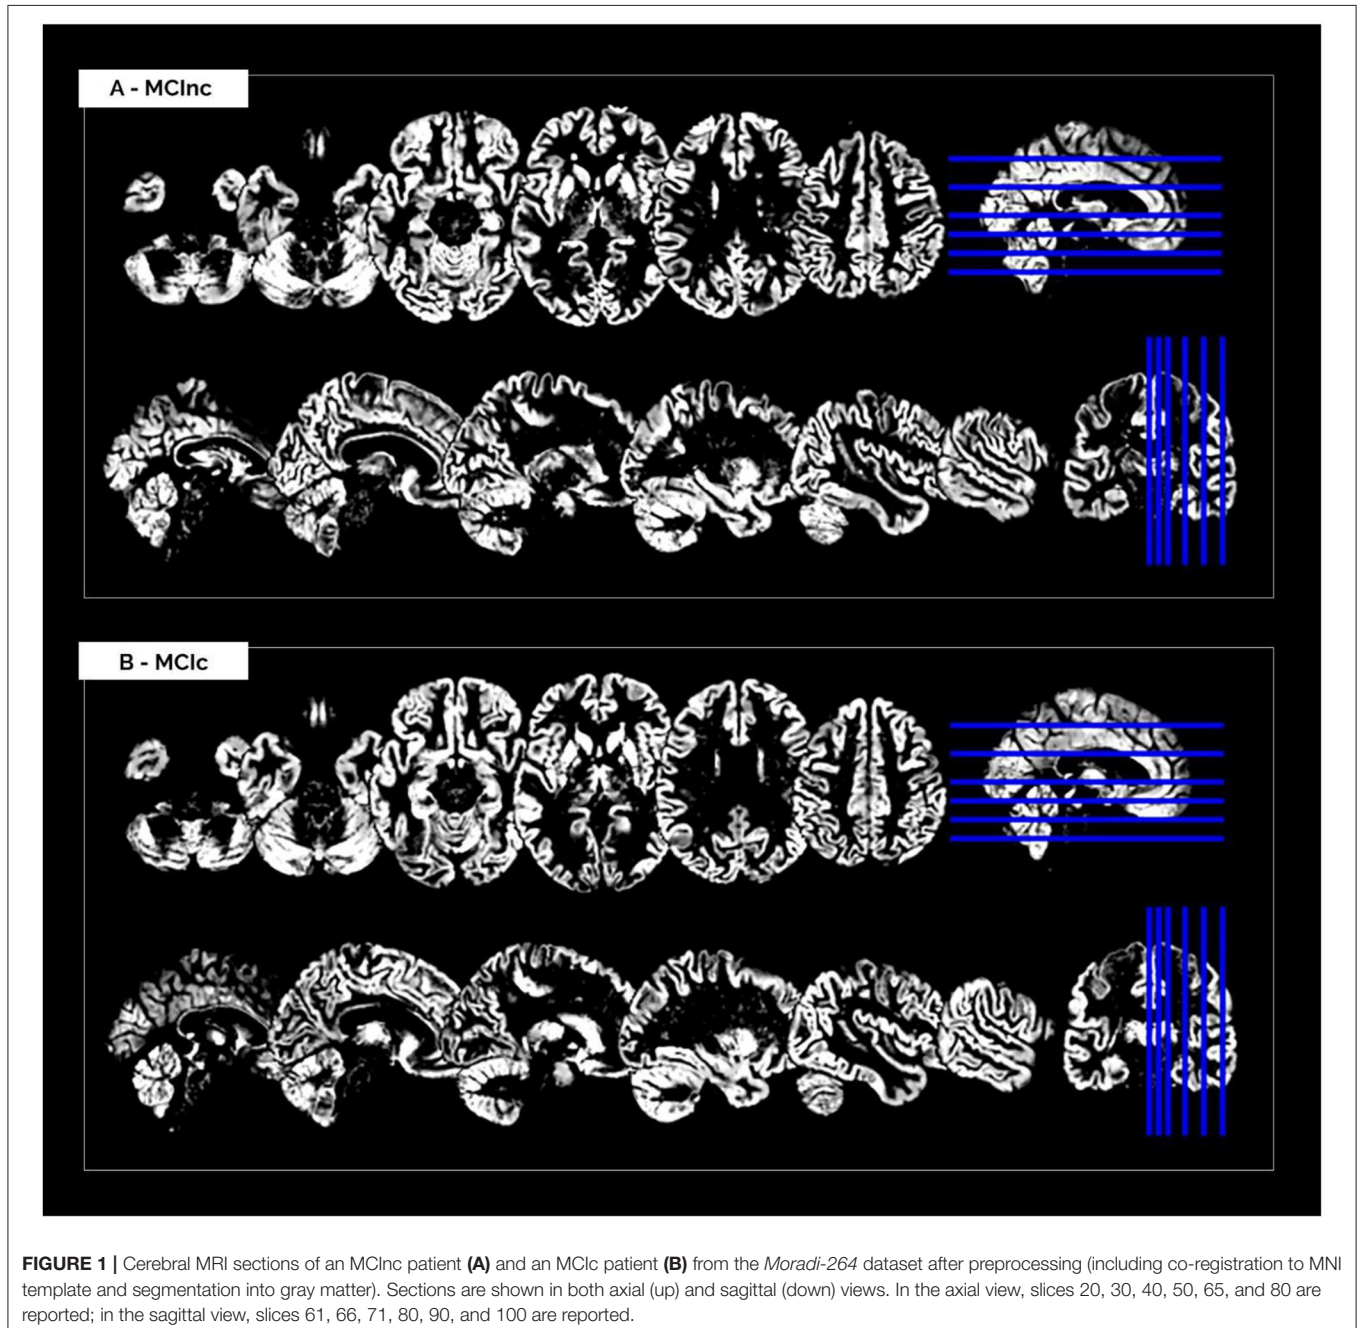 A - MCInc
B - MCIc
FIGURE 1 | Cerebral MRI sections of an MCInc patient (A) and an MCIc patient (B) from the Moradi-264 dataset after preprocessing (including co-registration to MNI
template and segmentation into gray matter). Sections are shown in both axial (up) and sagittal (down) views. In the axial view, slices 20, 30, 40, 50, 65, and 80 are
reported; in the sagittal view, slices 61, 66, 71, 80, 90, and 100 are reported.